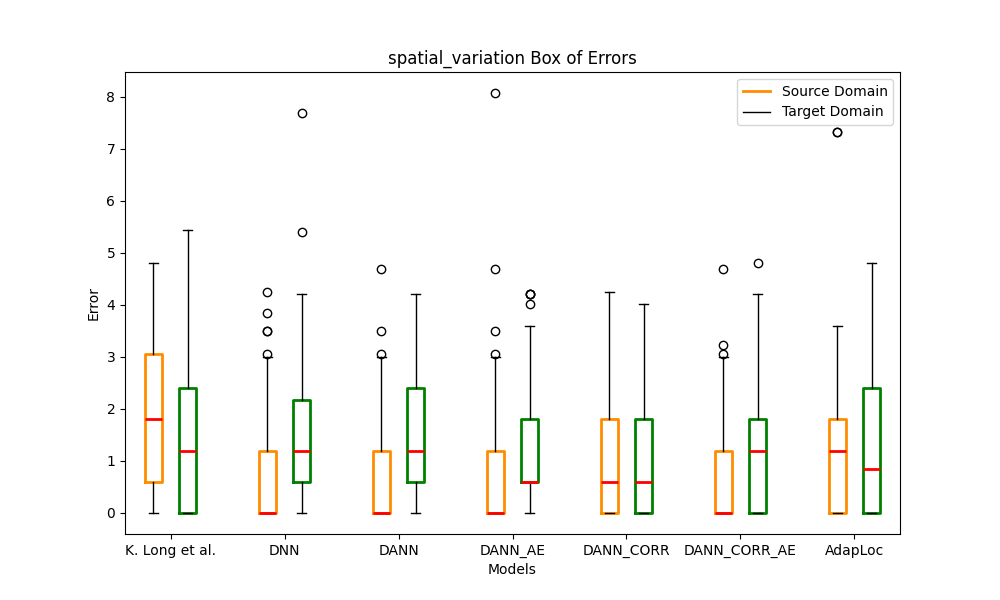 spatial_variation Box of Errors
Source Domain
Target Domain
Error
8
7
6
5
4
3
2
1
0
K. Long et al.
DNN
DANN
DANN_AE
DANN_CORR
DANN_CORR_AE
AdapLoc
Models